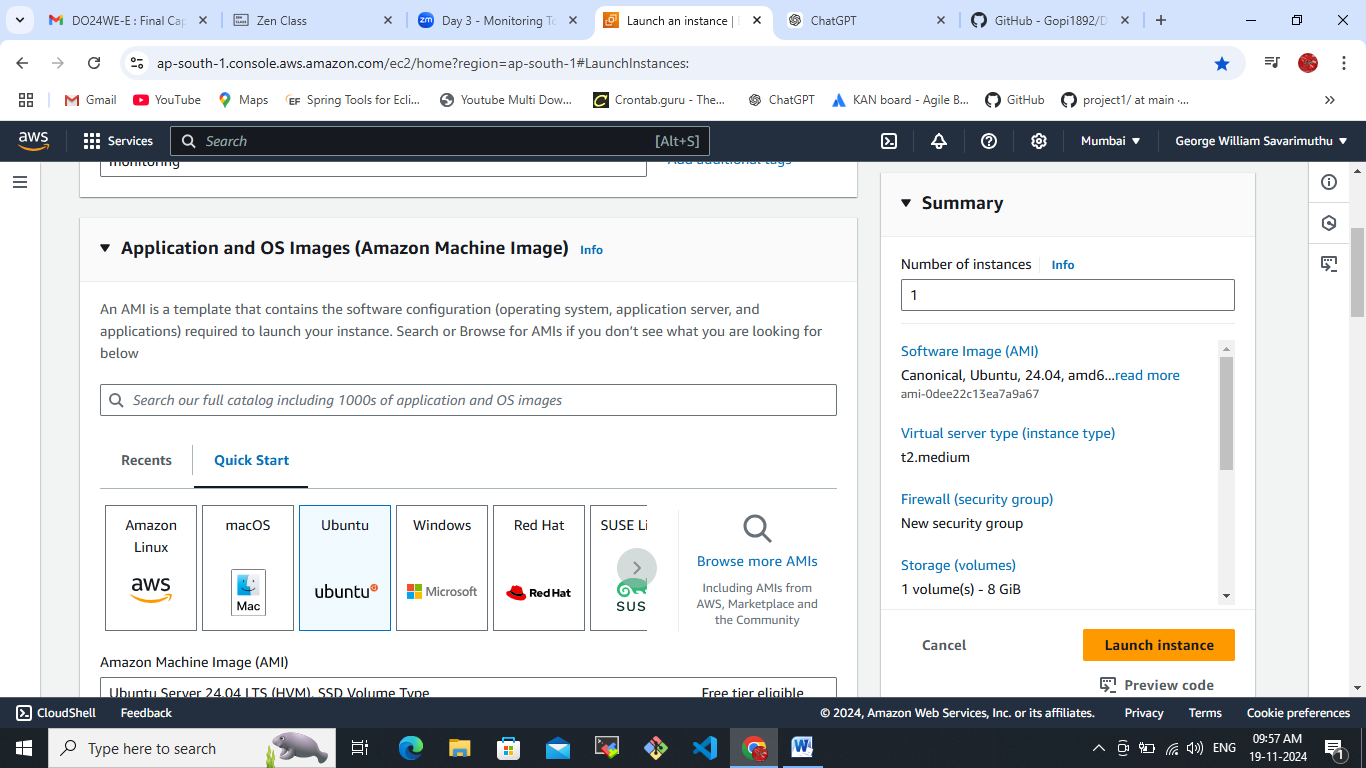 DO24WE-E : Final Cap
Zen Class
Day 3 - Monitoring To
Launch an instance | E
ChatGPT
GitHub - Gopi1892/D
ap-south-1.console.aws.amazon.com/ec2/home?region=ap-south-1#LaunchInstances:
Gmail
YouTube
Maps
Spring Tools for Ecli...
Youtube Multi Dow...
Crontab.guru - The...
ChatGPT
KAN board - Agile B...
GitHub
project1/ at main ·...
aws
Services
Search
[Alt+S]
Mumbai
George William Savarimuthu
monitoring
Add additional tags
Application and OS Images (Amazon Machine Image) Info
An AMI is a template that contains the software configuration (operating system, application server, and
applications) required to launch your instance. Search or Browse for AMIs if you don’t see what you are looking for
below
Search our full catalog including 1000s of application and OS images
Recents
Quick Start
Amazon
Linux
aws
macOS
Mac
Ubuntu
ubuntu
Windows
Microsoft
Red Hat
Red Hat
SUSE Li
SUS
Browse more AMIs
Including AMIs from
AWS, Marketplace and
the Community
Amazon Machine Image (AMI)
Ubuntu Server 24.04 LTS (HVM), SSD Volume Type
Free tier eligible
Summary
Number of instances Info
1
Software Image (AMI)
Canonical, Ubuntu, 24.04, amd6...read more
ami-0dee22c13ea7a9a67
Virtual server type (instance type)
t2.medium
Firewall (security group)
New security group
Storage (volumes)
1 volume(s) - 8 GiB
Cancel
Launch instance
Preview code
CloudShell
Feedback
© 2024, Amazon Web Services, Inc. or its affiliates.
Privacy
Terms
Cookie preferences
Type here to search
ENG
09:57 AM
19-11-2024
1